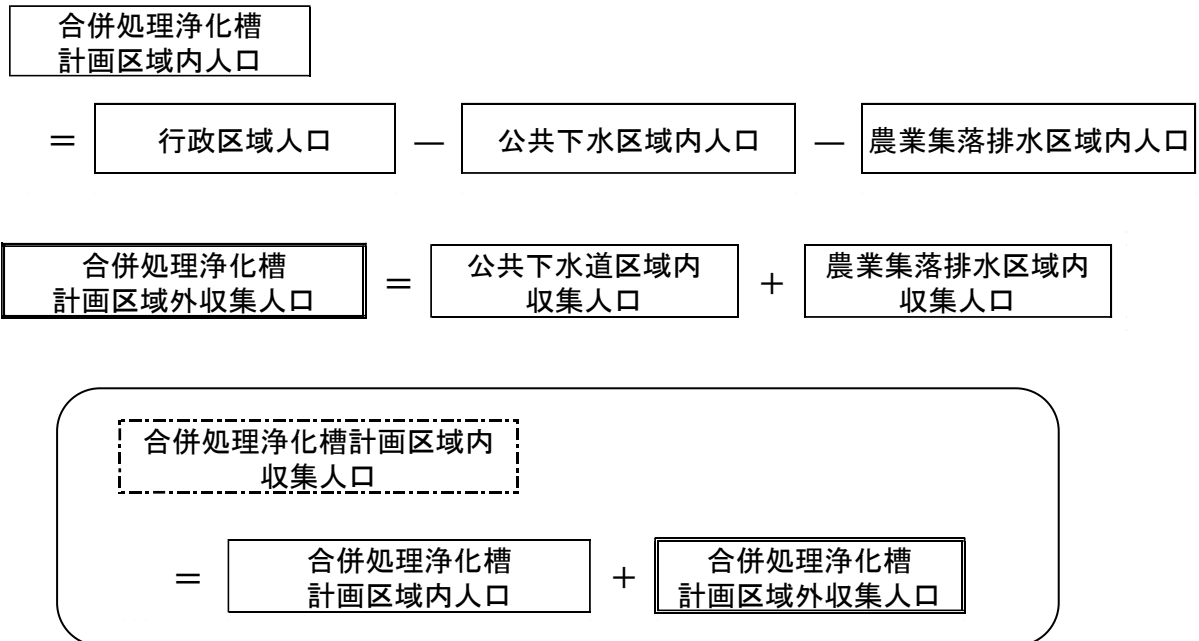 合併処理浄化槽
計画区域内人口
＝ 行政区域人口 － 公共下水区域内人口 － 農業集落排水区域内人口
合併処理浄化槽
計画区域外収集人口
＝
公共下水道区域内
収集人口
＋
農業集落排水区域内
収集人口
合併処理浄化槽計画区域内
収集人口
＝
合併処理浄化槽
計画区域内人口
＋
合併処理浄化槽
計画区域外収集人口